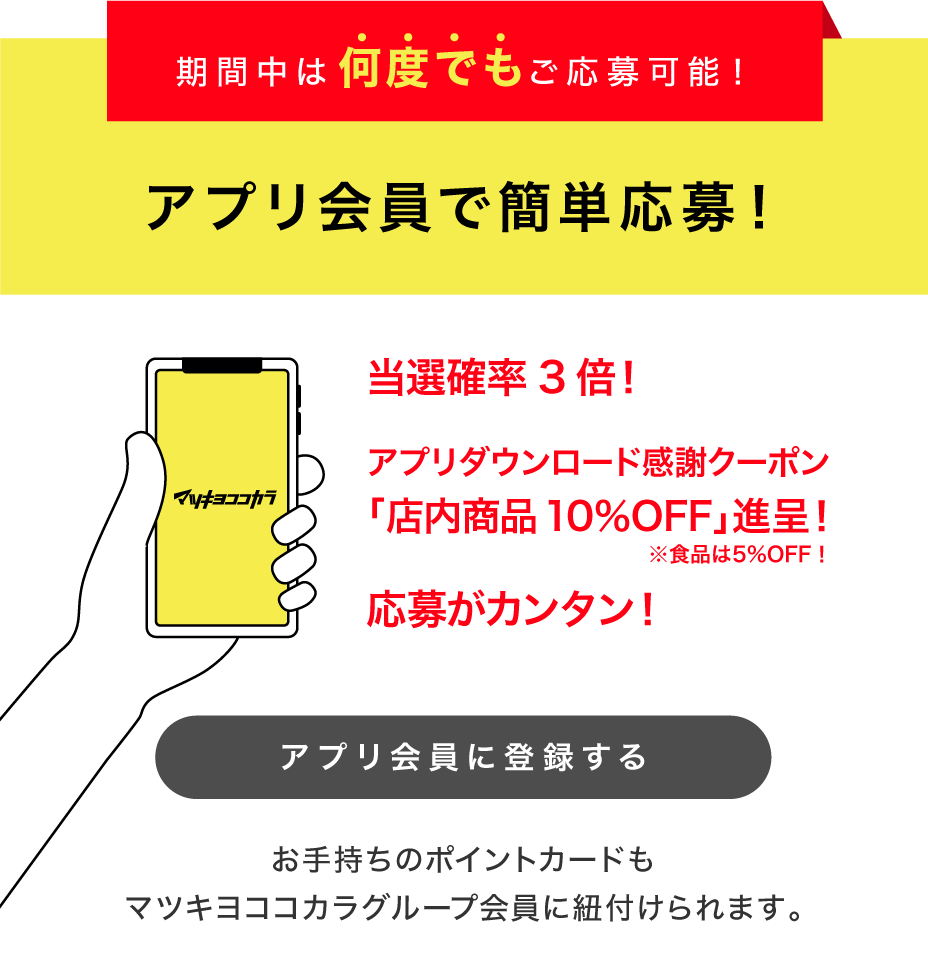 期間中は何度でもご応募可能！
アプリ会員で簡単応募！
当選確率3倍！
アプリダウンロード感謝クーポン
「店内商品10%OFF」進呈！
※食品は5%OFF！
マツキヨココカラ
応募がカンタン！
アプリ会員に登録する
お手持ちのポイントカードも
マツキヨココカラグループ会員に紐付けられます。